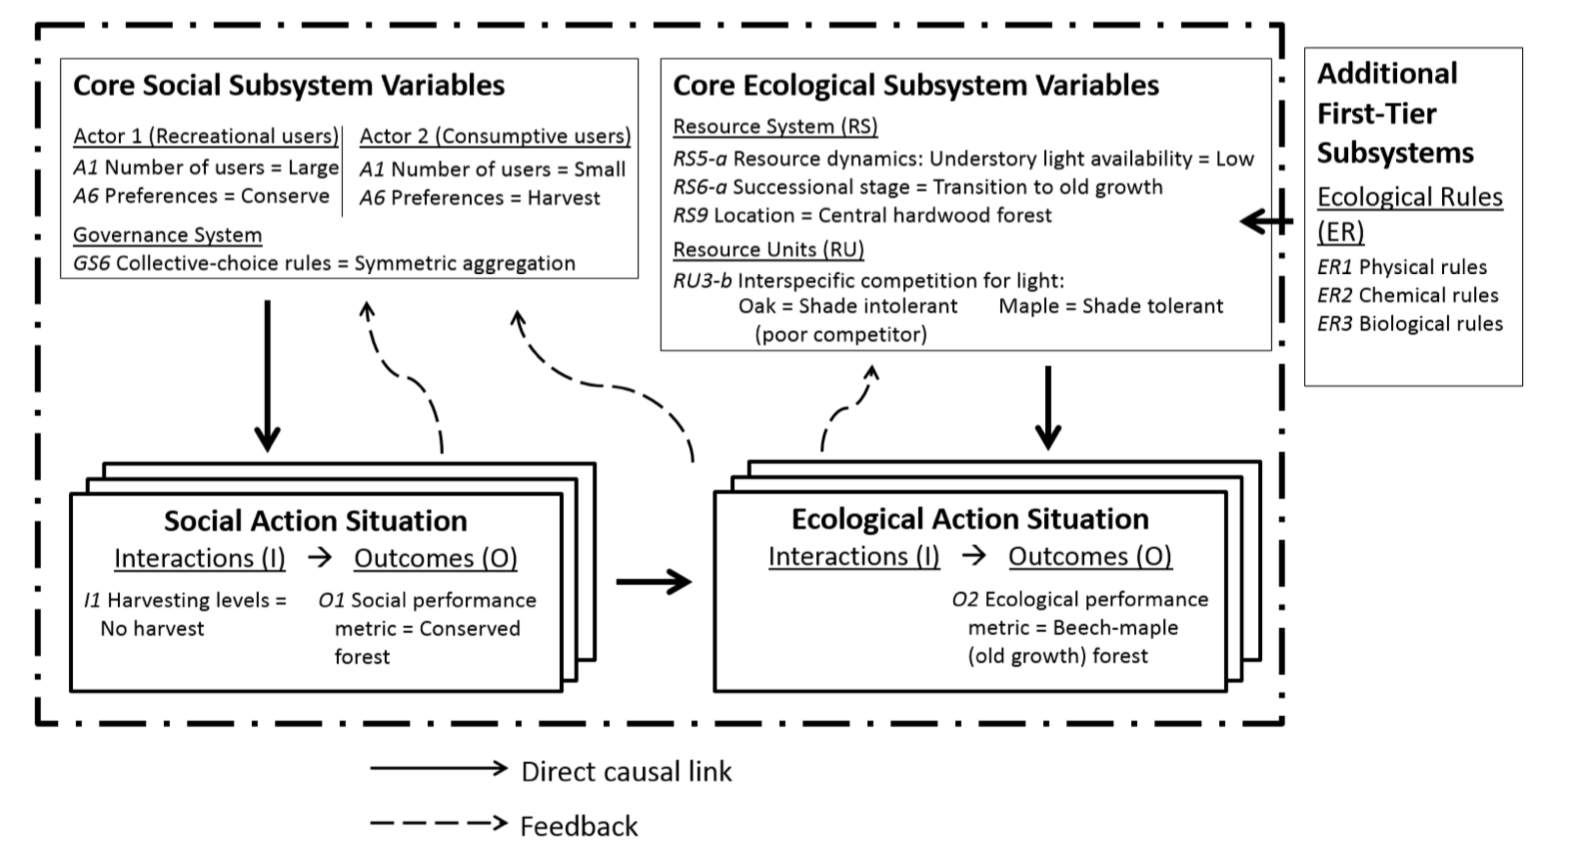 Core Social Subsystem Variables
Actor 1 (Recreational users)
A1 Number of users = Large
A6 Preferences = Conserve
Actor 2 (Consumptive users)
A1 Number of users = Small
A6 Preferences = Harvest
Governance System
GS6 Collective-choice rules = Symmetric aggregation
Core Ecological Subsystem Variables
Resource System (RS)
RS5-a Resource dynamics: Understory light availability = Low
RS6-a Successional stage = Transition to old growth
RS9 Location = Central hardwood forest
Resource Units (RU)
RU3-b Interspecific competition for light:
Oak = Shade intolerant
(poor competitor)
Maple = Shade tolerant
Additional
First-Tier
Subsystems
Ecological Rules
(ER)
ER1 Physical rules
ER2 Chemical rules
ER3 Biological rules
Social Action Situation
Interactions (I) → Outcomes (O)
I1 Harvesting levels =
No harvest
O1 Social performance
metric = Conserved
forest
Ecological Action Situation
Interactions (I) → Outcomes (O)
O2 Ecological performance
metric = Beech-maple
(old growth) forest
Direct causal link
Feedback